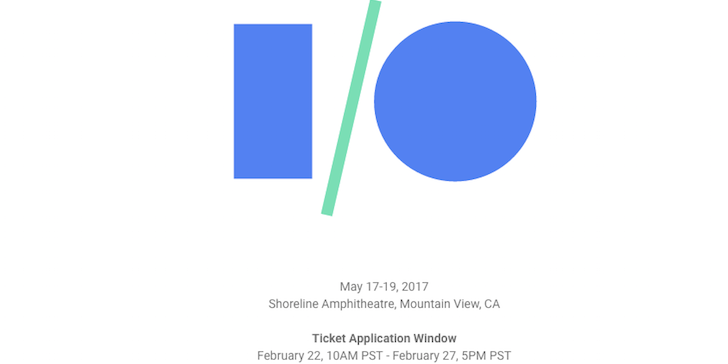 I/O
May 17-19, 2017
Shoreline Amphitheatre, Mountain View, CA
Ticket Application Window
February 22, 10AM PST - February 27, 5PM PST